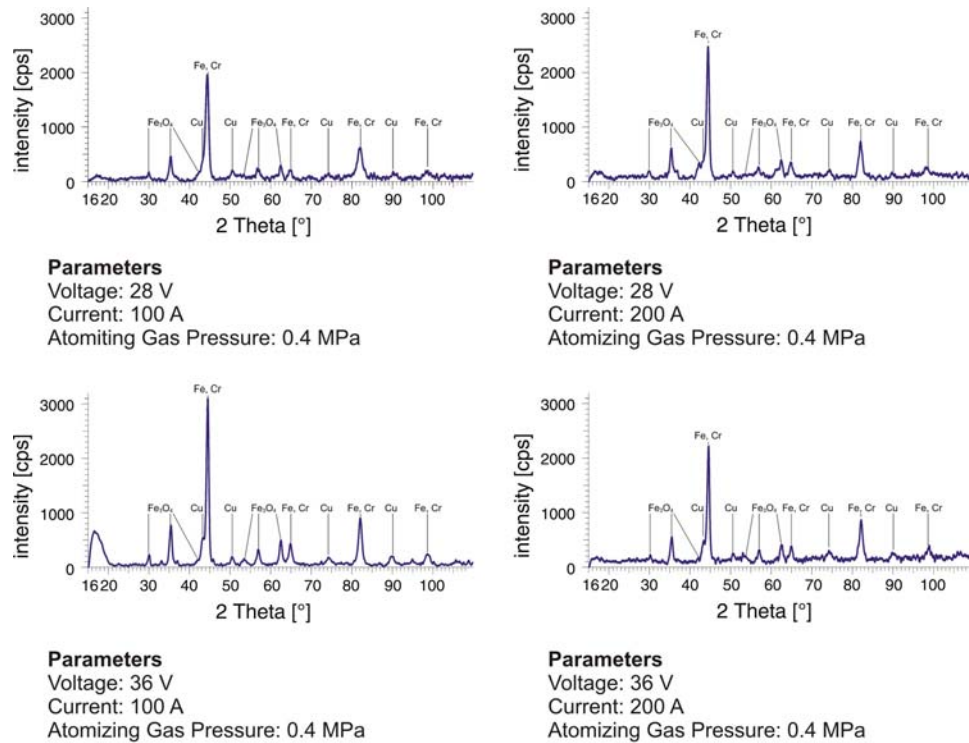 3000
2000
1000
0
intensity [cps]
Fe, Cr
Fe₃O₄ Cu Cu Fe₃O₄ Fe, Cr Cu Fe, Cr Cu Fe, Cr
16 20 30 40 50 60 70 80 90 100
2 Theta [°]
Parameters
Voltage: 28 V
Current: 100 A
Atomiting Gas Pressure: 0.4 MPa
3000
2000
1000
0
intensity [cps]
Fe, Cr
Fe₃O₄ Cu Cu Fe₃O₄ Fe, Cr Cu Fe, Cr Cu Fe, Cr
16 20 30 40 50 60 70 80 90 100
2 Theta [°]
Parameters
Voltage: 28 V
Current: 200 A
Atomizing Gas Pressure: 0.4 MPa
3000
2000
1000
0
intensity [cps]
Fe, Cr
Fe₃O₄ Cu Cu Fe₃O₄ Fe, Cr Cu Fe, Cr Cu Fe, Cr
16 20 30 40 50 60 70 80 90 100
2 Theta [°]
Parameters
Voltage: 36 V
Current: 100 A
Atomizing Gas Pressure: 0.4 MPa
3000
2000
1000
0
intensity [cps]
Fe, Cr
Fe₃O₄ Cu Cu Fe₃O₄ Fe, Cr Cu Fe, Cr Cu Fe, Cr
16 20 30 40 50 60 70 80 90 100
2 Theta [°]
Parameters
Voltage: 36 V
Current: 200 A
Atomizing Gas Pressure: 0.4 MPa